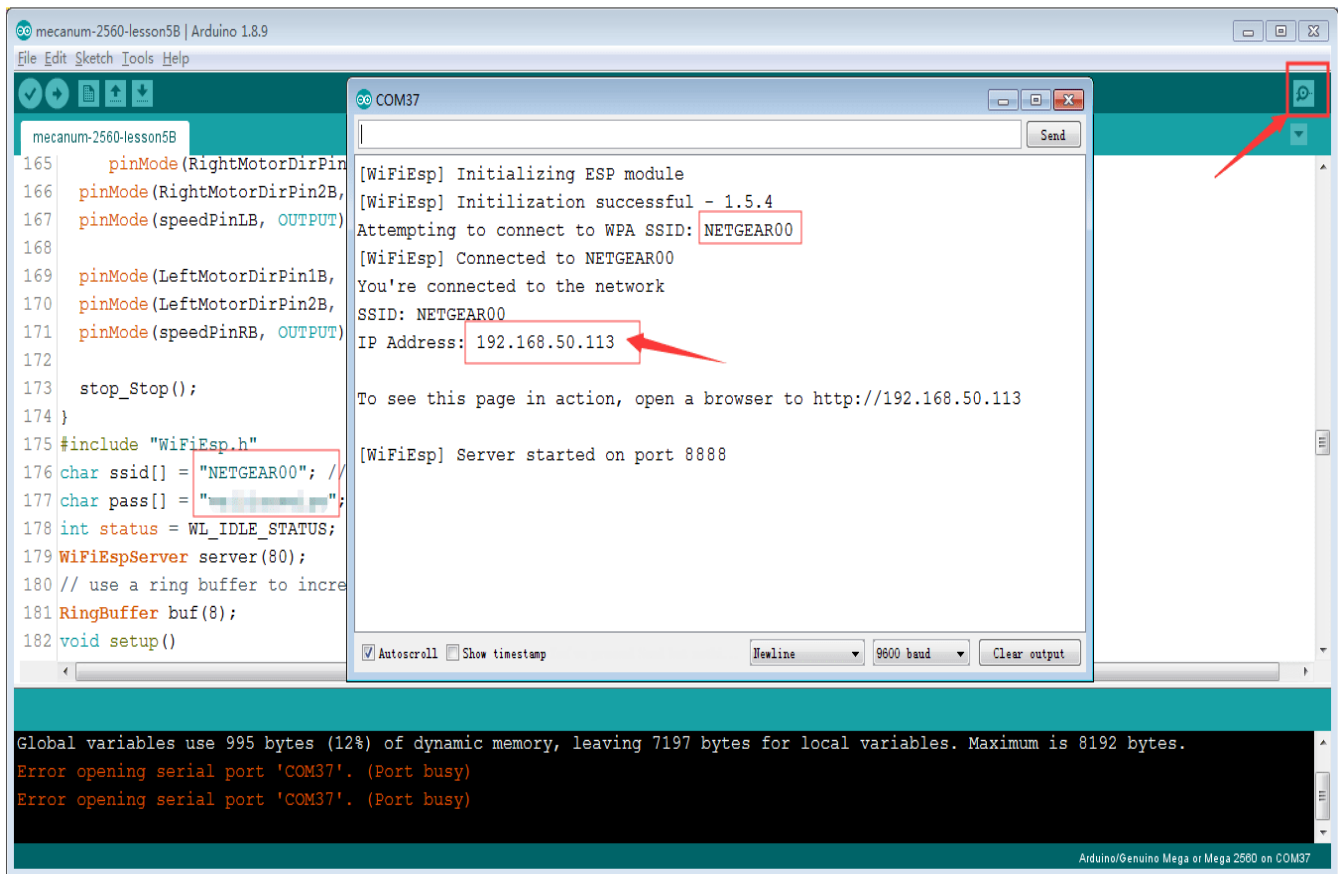 mecanum-2560-lesson5B | Arduino 1.8.9
File Edit Sketch Tools Help
mecanum-2560-lesson5B
165 pinMode(RightMotorDirPin
166 pinMode(RightMotorDirPin2B,
167 pinMode(speedPinLB, OUTPUT)
168
169 pinMode(LeftMotorDirPin1B,
170 pinMode(LeftMotorDirPin2B,
171 pinMode(speedPinRB, OUTPUT)
172
173 stop_Stop();
174 }
175 #include "WiFiEsp.h"
176 char ssid[] = "NETGEAR00"; //
177 char pass[] = " ";
178 int status = WL_IDLE_STATUS;
179 WiFiEspServer server(80);
180 // use a ring buffer to incre
181 RingBuffer buf(8);
182 void setup()
COM37
Send
[WiFiEsp] Initializing ESP module
[WiFiEsp] Initilization successful - 1.5.4
Attempting to connect to WPA SSID: NETGEAR00
[WiFiEsp] Connected to NETGEAR00
You're connected to the network
SSID: NETGEAR00
IP Address: 192.168.50.113
To see this page in action, open a browser to http://192.168.50.113
[WiFiEsp] Server started on port 8888
Autoscroll Show timestamp Newline 9600 baud Clear output
Global variables use 995 bytes (12%) of dynamic memory, leaving 7197 bytes for local variables. Maximum is 8192 bytes.
Error opening serial port 'COM37'. (Port busy)
Error opening serial port 'COM37'. (Port busy)
Arduino/Genuino Mega or Mega 2560 on COM37